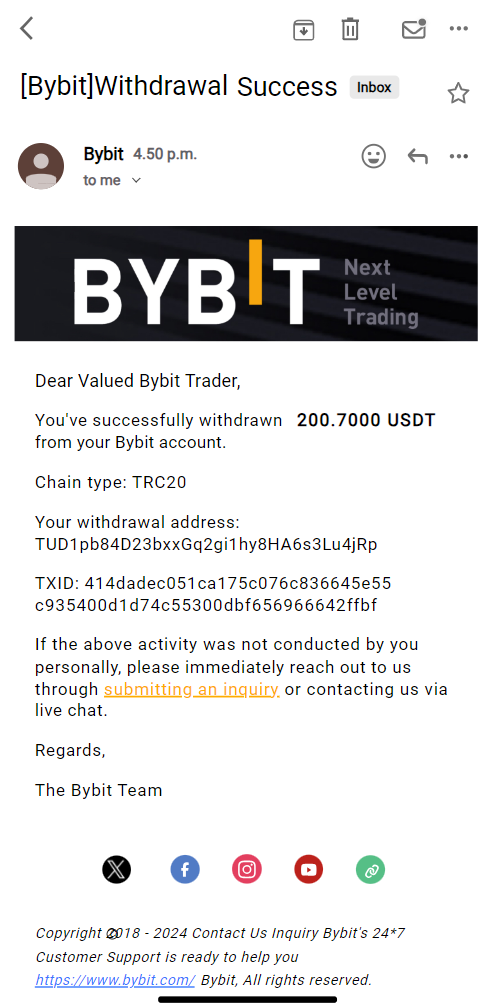 [Bybit]Withdrawal Success Inbox
Bybit 4.50 p.m.
to me
BYBIT Next
Level
Trading
Dear Valued Bybit Trader,
You've successfully withdrawn 200.7000 USDT
from your Bybit account.
Chain type: TRC20
Your withdrawal address:
TUD1pb84D23bxxGq2gi1hy8HA6s3Lu4jRp
TXID: 414dadec051ca175c076c836645e55
c935400d1d74c55300dbf656966642ffbf
If the above activity was not conducted by you
personally, please immediately reach out to us
through submitting an inquiry or contacting us via
live chat.
Regards,
The Bybit Team
Copyright ©2018 - 2024 Contact Us Inquiry Bybit's 24*7
Customer Support is ready to help you
https://www.bybit.com/ Bybit, All rights reserved.